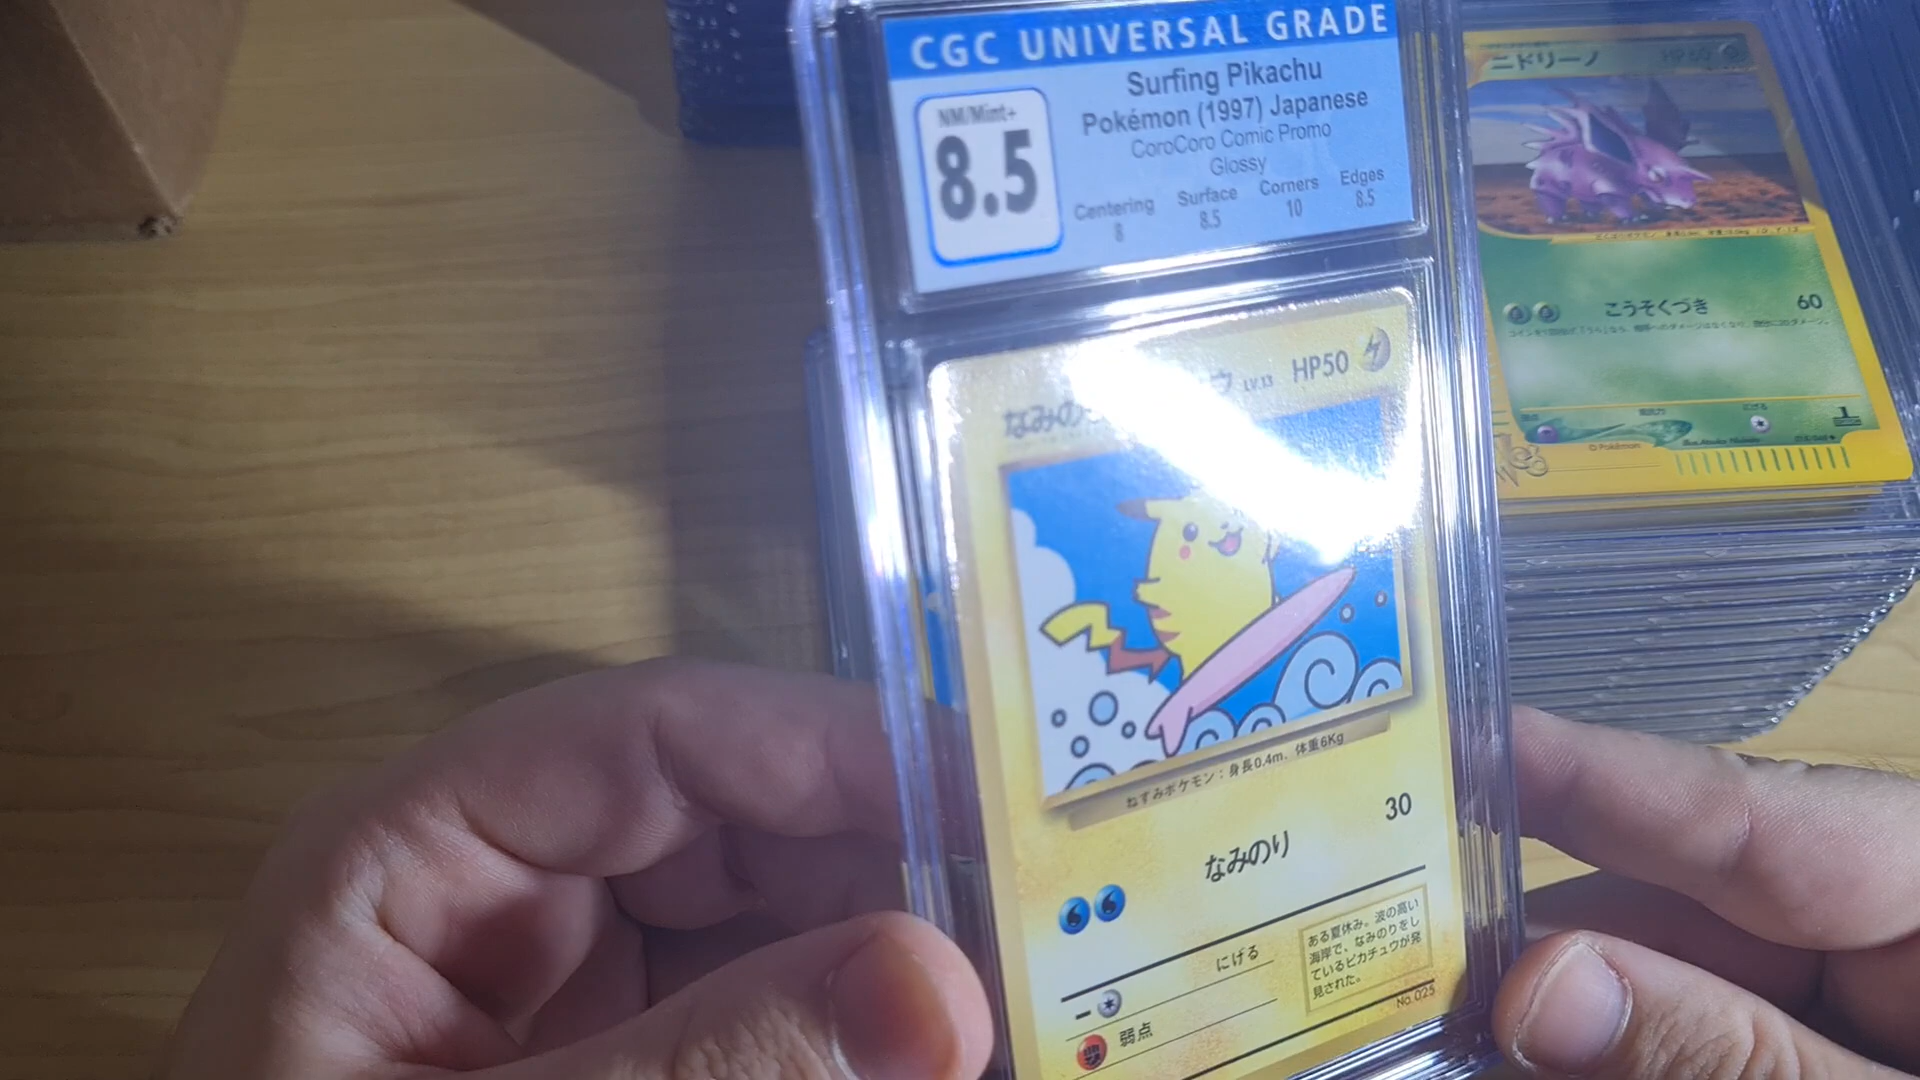 CGC UNIVERSAL GRADE
NM/Mint+
8.5
Surfing Pikachu
Pokémon (1997) Japanese
CoroCoro Comic Promo
Glossy
Centering Surface Corners Edges
8 8.5 10 8.5
なみの
ウ LV.13 HP50
ねずみポケモン：身長0.4m、体重6Kg
なみのり 30
にげる
弱点
ある夏休み。波の高い
海岸で、なみのりをし
ているピカチュウが発
見された。
No.025
ニドリーノ HP60
こうそくづき 60
©Pokémon